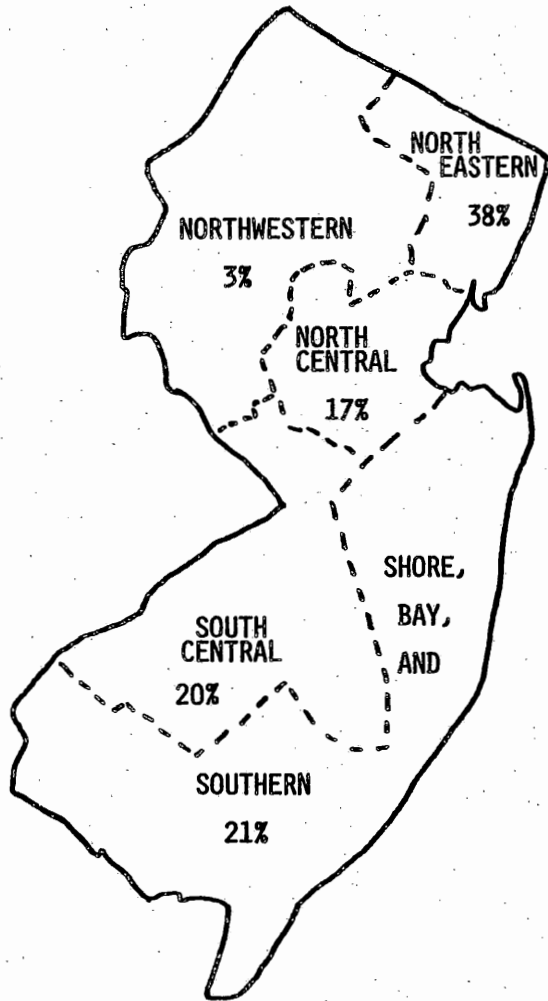 NORTH
EASTERN
38%
NORTHWESTERN
3%
NORTH
CENTRAL
17%
SHORE,
BAY,
AND
SOUTH
CENTRAL
20%
SOUTHERN
21%